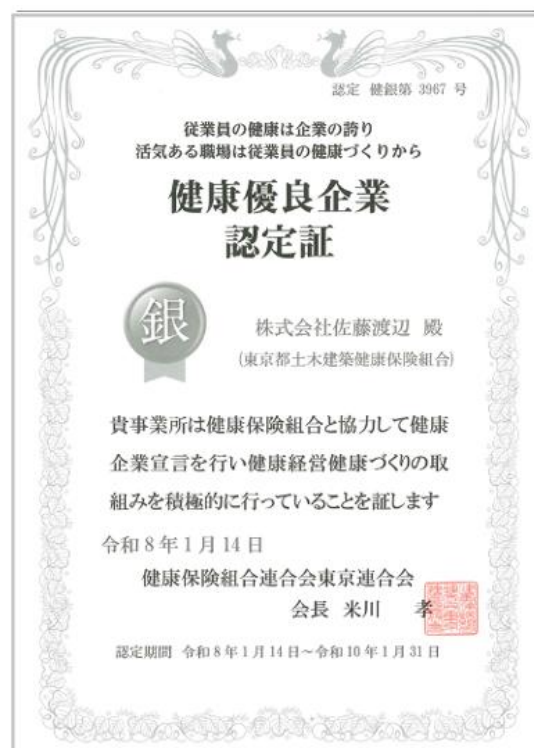 認定 健銀第 3967 号
従業員の健康は企業の誇り
活気ある職場は従業員の健康づくりから
健康優良企業
認定証
銀
株式会社佐藤渡辺 殿
(東京都土木建築健康保険組合)
貴事業所は健康保険組合と協力して健康
企業宣言を行い健康経営健康づくりの取
組みを積極的に行っていることを証します
令和8年1月14日
健康保険組合連合会東京連合会
会長 米川 孝
認定期間 令和8年1月14日~令和10年1月31日